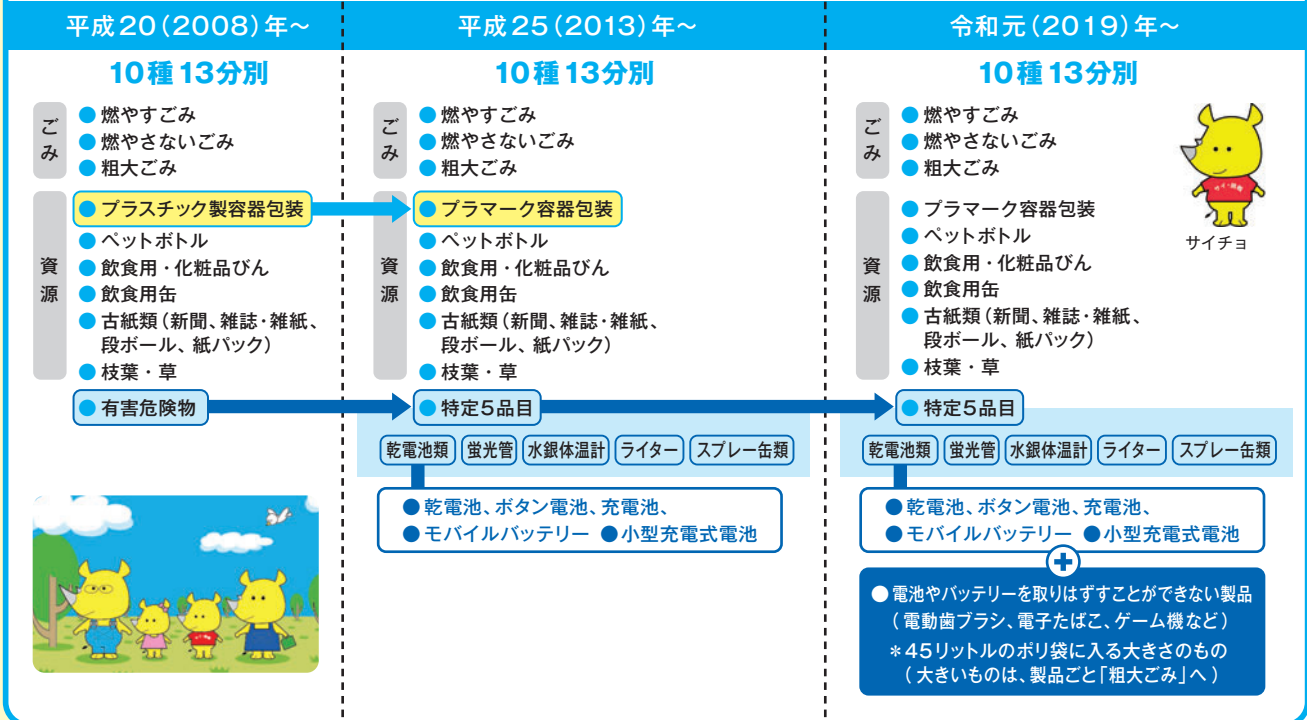 平成20(2008)年～
10種13分別
ごみ
●燃やすごみ
●燃やさないごみ
●粗大ごみ
資源
●プラスチック製容器包装
●ペットボトル
●飲食用・化粧品びん
●飲食用缶
●古紙類(新聞、雑誌・雑紙、
段ボール、紙パック)
●枝葉・草
●有害危険物
平成25(2013)年～
10種13分別
ごみ
●燃やすごみ
●燃やさないごみ
●粗大ごみ
資源
●プラマーク容器包装
●ペットボトル
●飲食用・化粧品びん
●飲食用缶
●古紙類(新聞、雑誌・雑紙、
段ボール、紙パック)
●枝葉・草
●特定5品目
乾電池類 蛍光管 水銀体温計 ライター スプレー缶類
●乾電池、ボタン電池、充電池、
●モバイルバッテリー ●小型充電式電池
令和元(2019)年～
10種13分別
ごみ
●燃やすごみ
●燃やさないごみ
●粗大ごみ
サイチョ
資源
●プラマーク容器包装
●ペットボトル
●飲食用・化粧品びん
●飲食用缶
●古紙類(新聞、雑誌・雑紙、
段ボール、紙パック)
●枝葉・草
●特定5品目
乾電池類 蛍光管 水銀体温計 ライター スプレー缶類
●乾電池、ボタン電池、充電池、
●モバイルバッテリー ●小型充電式電池
+
●電池やバッテリーを取りはずすことができない製品
(電動歯ブラシ、電子たばこ、ゲーム機など)
＊45リットルのポリ袋に入る大きさのもの
(大きいものは、製品ごと「粗大ごみ」へ)